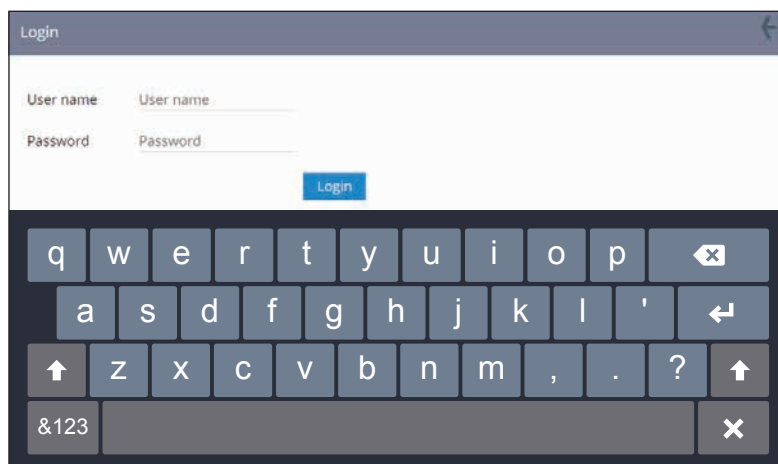 Login
User name User name
Password Password
Login
q w e r t y u i o p
a s d f g h j k l '
z x c v b n m , . ?
&123